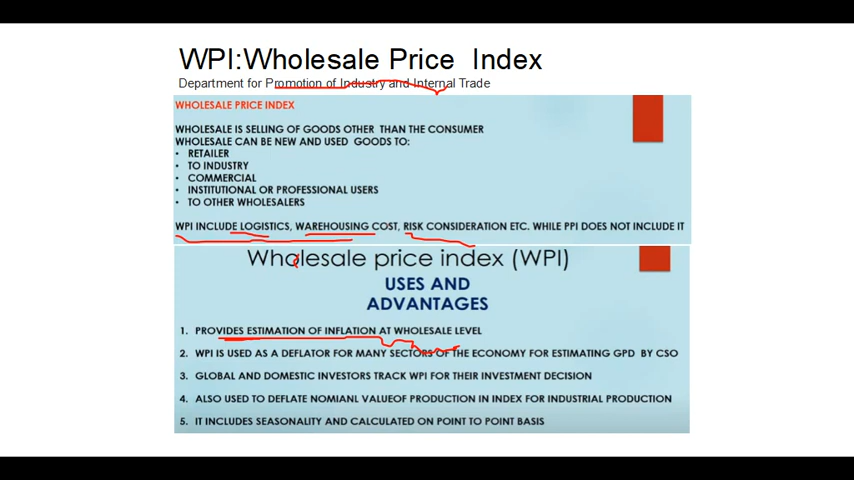 WPI:Wholesale Price Index
Department for Promotion of Industry and Internal Trade
WHOLESALE PRICE INDEX
WHOLESALE IS SELLING OF GOODS OTHER THAN THE CONSUMER
WHOLESALE CAN BE NEW AND USED GOODS TO:
• RETAILER
• TO INDUSTRY
• COMMERCIAL
• INSTITUTIONAL OR PROFESSIONAL USERS
• TO OTHER WHOLESALERS
WPI INCLUDE LOGISTICS, WAREHOUSING COST, RISK CONSIDERATION ETC. WHILE PPI DOES NOT INCLUDE IT
Wholesale price index (WPI)
USES AND
ADVANTAGES
1. PROVIDES ESTIMATION OF INFLATION AT WHOLESALE LEVEL
2. WPI IS USED AS A DEFLATOR FOR MANY SECTORS OF THE ECONOMY FOR ESTIMATING GPD BY CSO
3. GLOBAL AND DOMESTIC INVESTORS TRACK WPI FOR THEIR INVESTMENT DECISION
4. ALSO USED TO DEFLATE NOMIANL VALUEOF PRODUCTION IN INDEX FOR INDUSTRIAL PRODUCTION
5. IT INCLUDES SEASONALITY AND CALCULATED ON POINT TO POINT BASIS